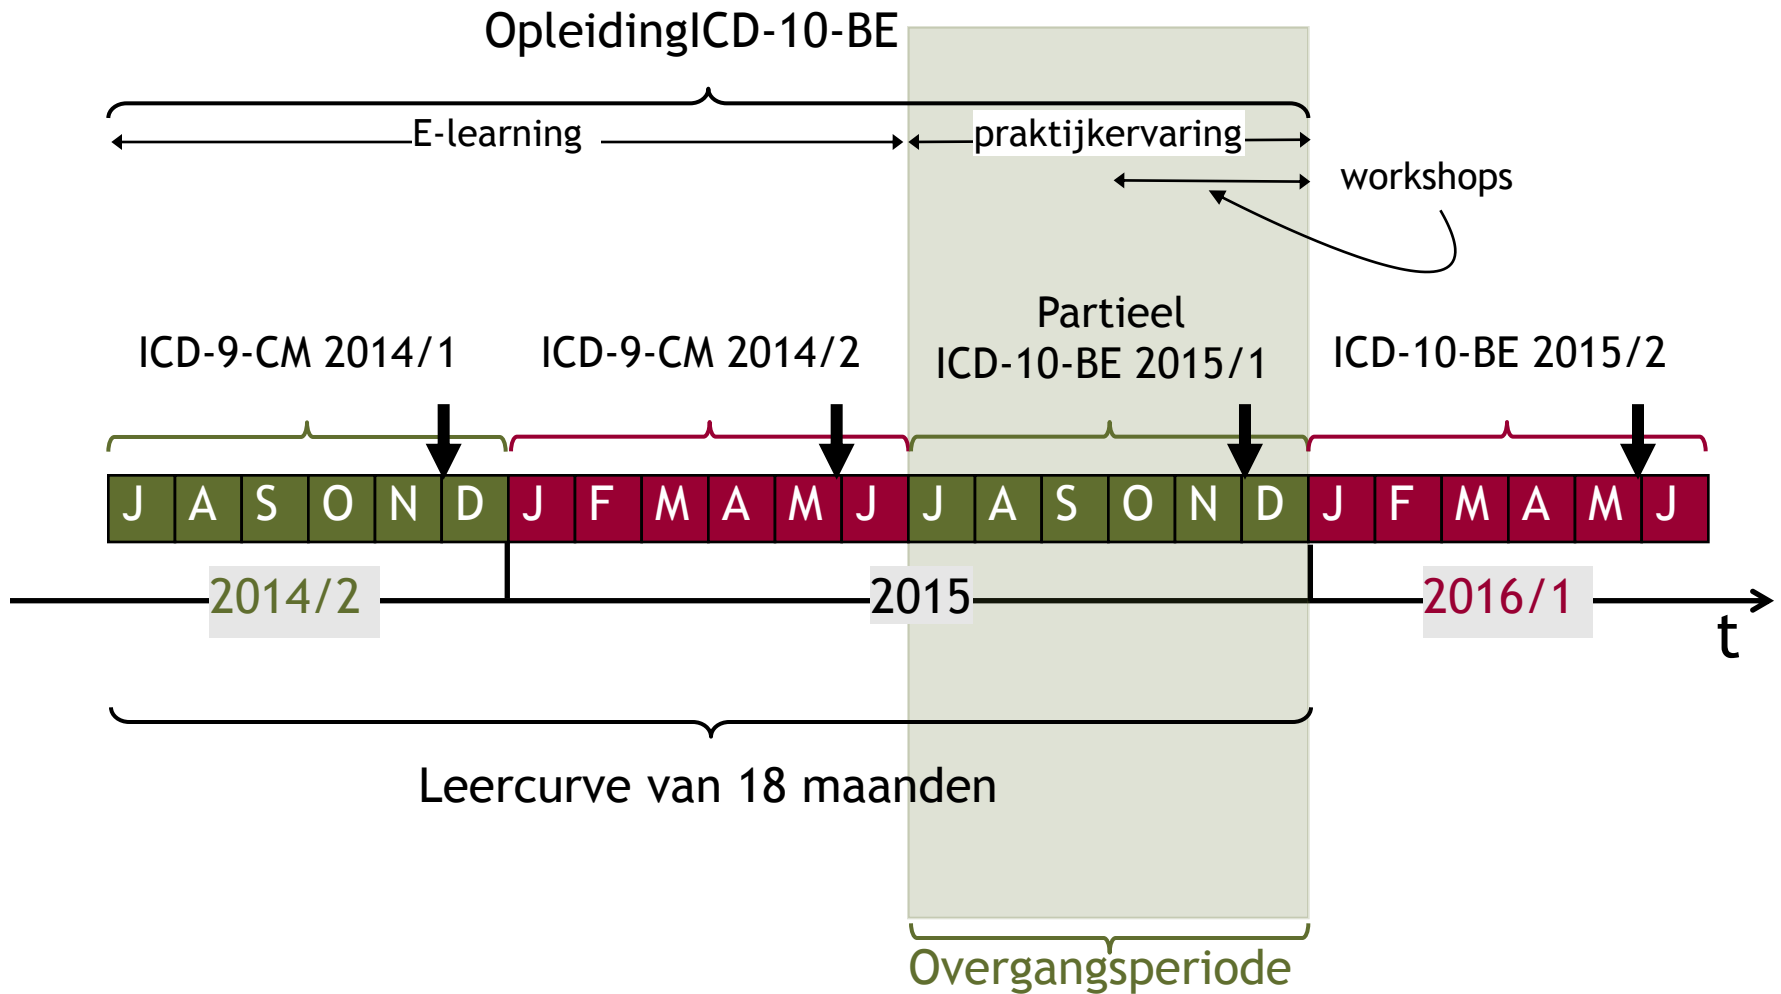 OpleidingICD-10-BE
E-learning
praktijkervaring
workshops
ICD-9-CM 2014/1
ICD-9-CM 2014/2
Partieel
ICD-10-BE 2015/1
ICD-10-BE 2015/2
J A S O N D J F M A M J J A S O N D J F M A M J
2014/2
2015
2016/1
t
Leercurve van 18 maanden
Overgangsperiode